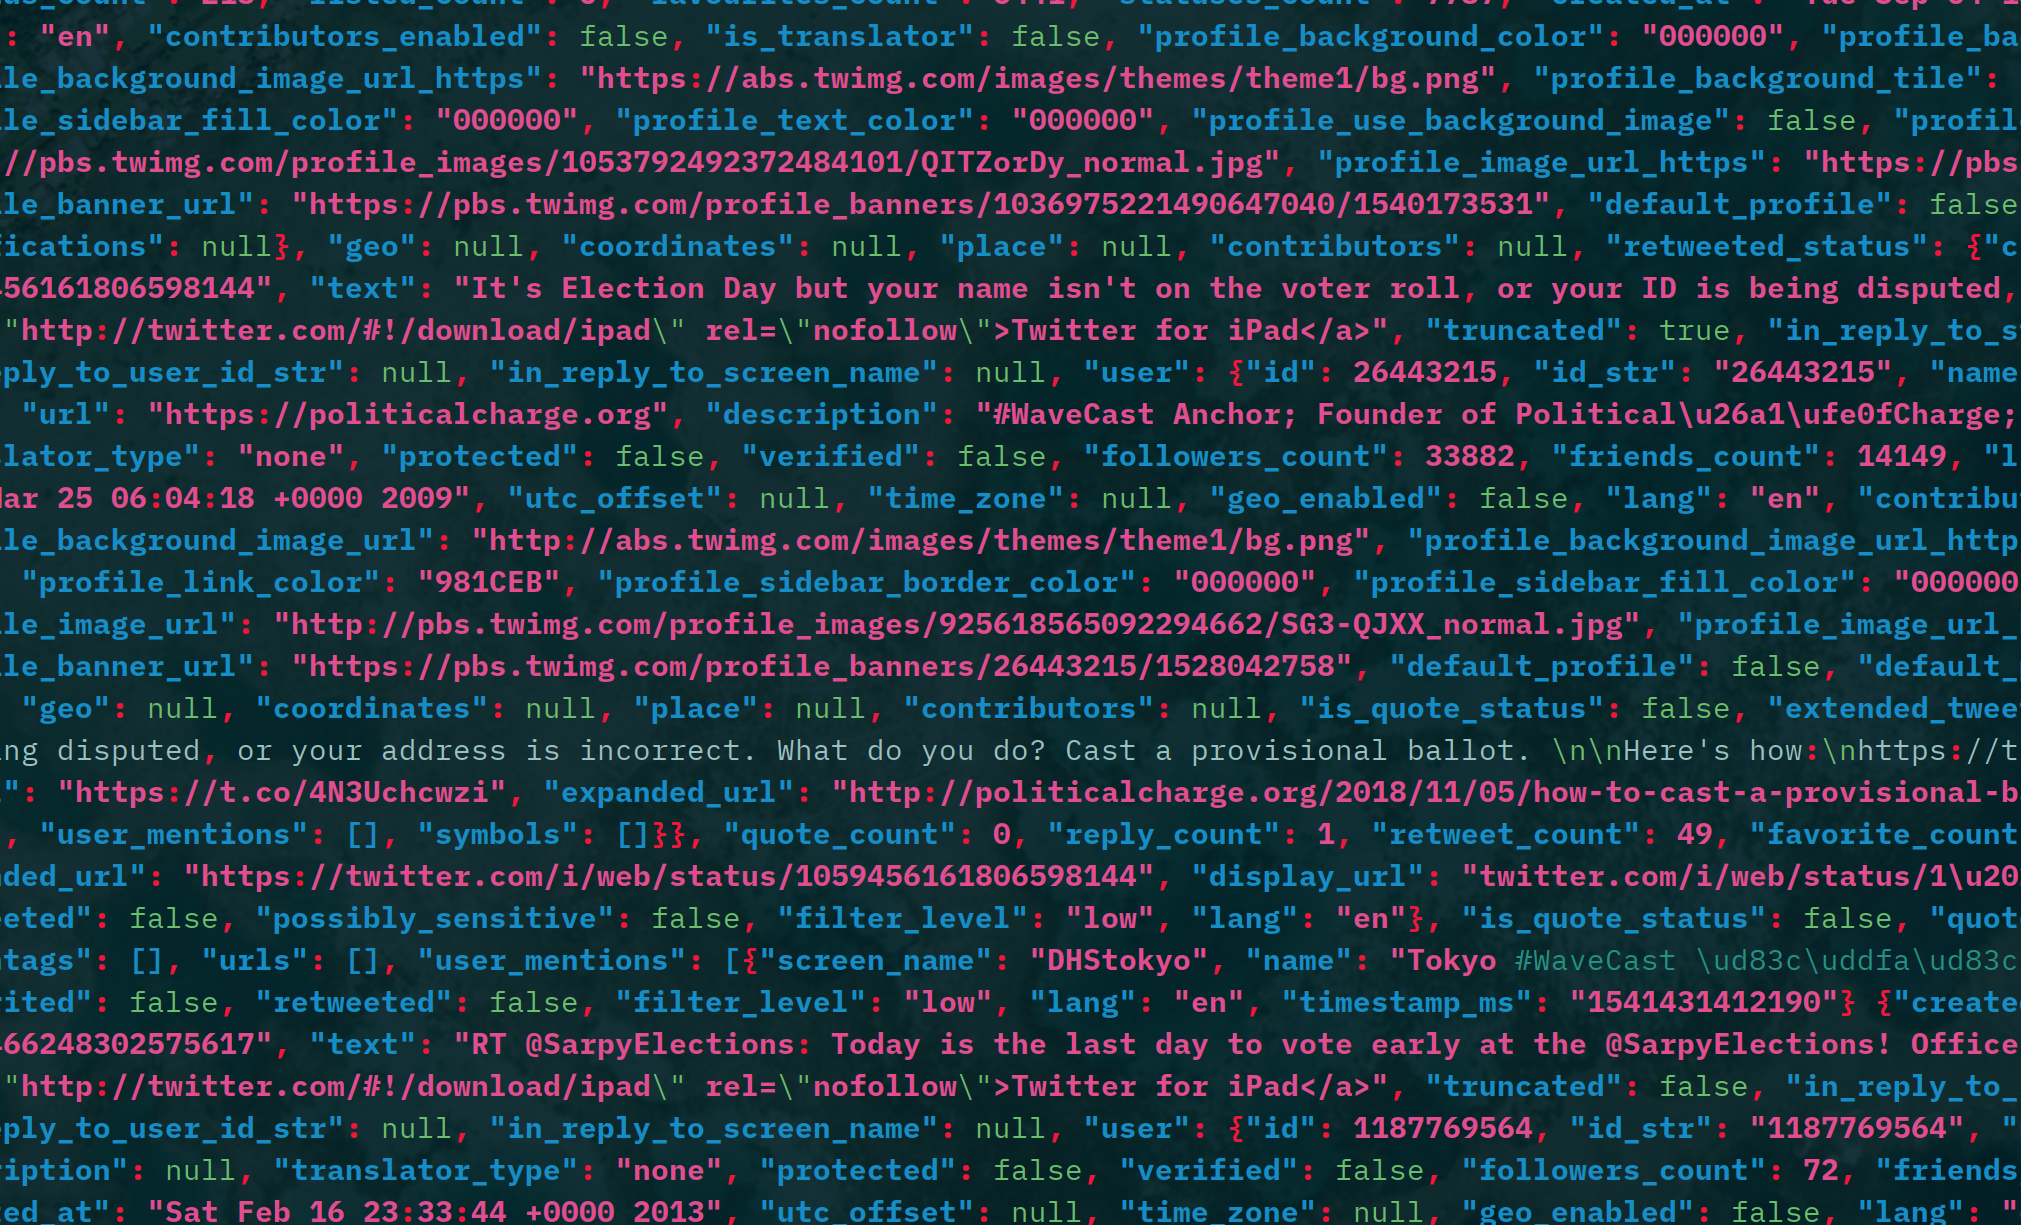 : "en", "contributors_enabled": false, "is_translator": false, "profile_background_color": "000000", "profile_ba
le_background_image_url_https": "https://abs.twimg.com/images/themes/theme1/bg.png", "profile_background_tile":
le_sidebar_fill_color": "000000", "profile_text_color": "000000", "profile_use_background_image": false, "profil
//pbs.twimg.com/profile_images/1053792492372484101/QITZorDy_normal.jpg", "profile_image_url_https": "https://pbs
le_banner_url": "https://pbs.twimg.com/profile_banners/1036975221490647040/1540173531", "default_profile": false
fications": null}, "geo": null, "coordinates": null, "place": null, "contributors": null, "retweeted_status": {"c
456161806598144", "text": "It's Election Day but your name isn't on the voter roll, or your ID is being disputed,
"http://twitter.com/#!/download/ipad\" rel=\"nofollow\">Twitter for iPad</a>", "truncated": true, "in_reply_to_s
ply_to_user_id_str": null, "in_reply_to_screen_name": null, "user": {"id": 26443215, "id_str": "26443215", "name
"url": "https://politicalcharge.org", "description": "#WaveCast Anchor; Founder of Political\u26a1\ufe0fCharge;
lator_type": "none", "protected": false, "verified": false, "followers_count": 33882, "friends_count": 14149, "l
Mar 25 06:04:18 +0000 2009", "utc_offset": null, "time_zone": null, "geo_enabled": false, "lang": "en", "contribu
le_background_image_url": "http://abs.twimg.com/images/themes/theme1/bg.png", "profile_background_image_url_http
"profile_link_color": "981CEB", "profile_sidebar_border_color": "000000", "profile_sidebar_fill_color": "000000
le_image_url": "http://pbs.twimg.com/profile_images/925618565092294662/SG3-QJXX_normal.jpg", "profile_image_url_
le_banner_url": "https://pbs.twimg.com/profile_banners/26443215/1528042758", "default_profile": false, "default_
"geo": null, "coordinates": null, "place": null, "contributors": null, "is_quote_status": false, "extended_twee
ng disputed, or your address is incorrect. What do you do? Cast a provisional ballot. \n\nHere's how:\nhttps://t
": "https://t.co/4N3Uchcwzi", "expanded_url": "http://politicalcharge.org/2018/11/05/how-to-cast-a-provisional-b
, "user_mentions": [], "symbols": []}}, "quote_count": 0, "reply_count": 1, "retweet_count": 49, "favorite_count
ded_url": "https://twitter.com/i/web/status/1059456161806598144", "display_url": "twitter.com/i/web/status/1\u20
eted": false, "possibly_sensitive": false, "filter_level": "low", "lang": "en"}, "is_quote_status": false, "quot
tags": [], "urls": [], "user_mentions": [{"screen_name": "DHStokyo", "name": "Tokyo #WaveCast \ud83c\uddfa\ud83c
rited": false, "retweeted": false, "filter_level": "low", "lang": "en", "timestamp_ms": "1541431412190"} {"create
466248302575617", "text": "RT @SarpyElections: Today is the last day to vote early at the @SarpyElections! Office
"http://twitter.com/#!/download/ipad\" rel=\"nofollow\">Twitter for iPad</a>", "truncated": false, "in_reply_to_
ply_to_user_id_str": null, "in_reply_to_screen_name": null, "user": {"id": 1187769564, "id_str": "1187769564", "
ription": null, "translator_type": "none", "protected": false, "verified": false, "followers_count": 72, "friends
ted_at": "Sat Feb 16 23:33:44 +0000 2013", "utc_offset": null, "time_zone": null, "geo_enabled": false, "lang": "